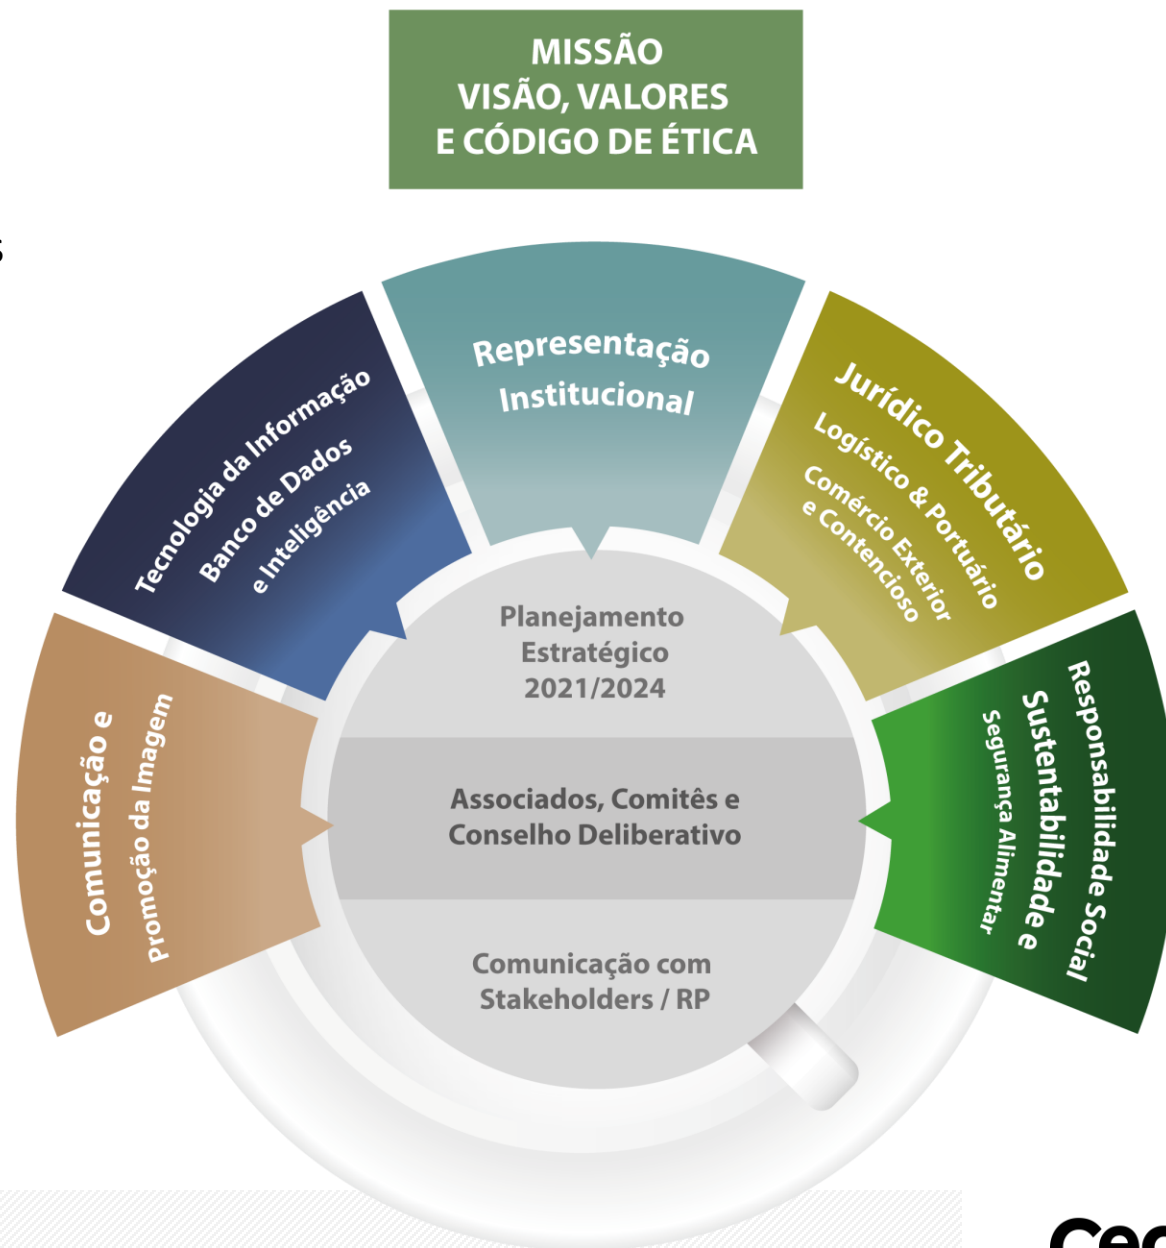 MISSÃO
VISÃO, VALORES
E CÓDIGO DE ÉTICA
Comunicação e
Promoção da Imagem
Tecnologia da Informação
Banco de Dados
e Inteligência
Representação
Institucional
Jurídico Tributário
Logístico & Portuário
Comércio Exterior
e Contencioso
Responsabilidade Social
Sustentabilidade e
Segurança Alimentar
Planejamento
Estratégico
2021/2024
Associados, Comitês e
Conselho Deliberativo
Comunicação com
Stakeholders / RP